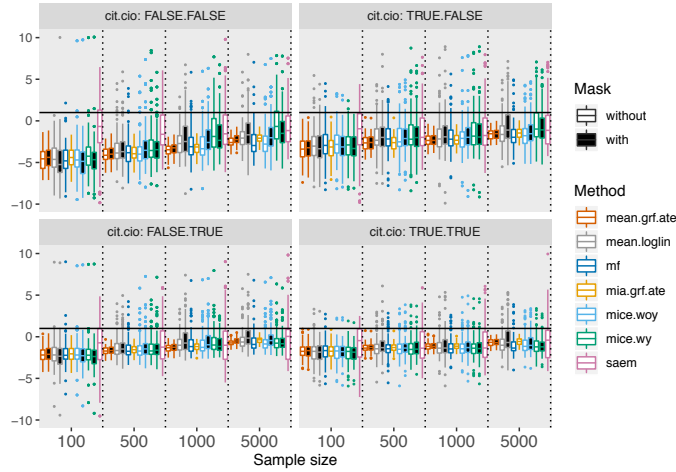 cit.cio: FALSE.FALSE
cit.cio: TRUE.FALSE
10
5
0
−5
−10
cit.cio: FALSE.TRUE
cit.cio: TRUE.TRUE
10
5
0
−5
−10
100 500 1000 5000
100 500 1000 5000
Sample size
Mask
without
with
Method
mean.grf.ate
mean.loglin
mf
mia.grf.ate
mice.woy
mice.wy
saem